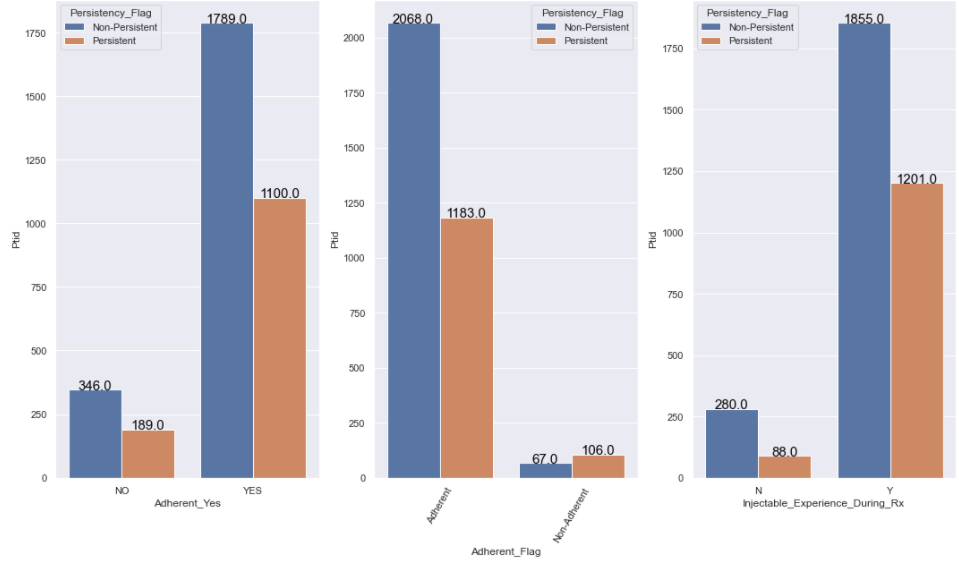 Persistency_Flag
Non-Persistent
Persistent
1789.0
1100.0
346.0
189.0
1750
1500
1250
1000
750
500
250
0
Ptid
NO
YES
Adherent_Yes
Persistency_Flag
Non-Persistent
Persistent
2068.0
1183.0
67.0
106.0
2000
1750
1500
1250
1000
750
500
250
0
Ptid
Adherent
Non-Adherent
Adherent_Flag
Persistency_Flag
Non-Persistent
Persistent
1855.0
1201.0
280.0
88.0
1750
1500
1250
1000
750
500
250
0
Ptid
N
Y
Injectable_Experience_During_Rx